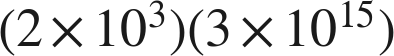 (2 × 10³)(3 × 10¹⁵)